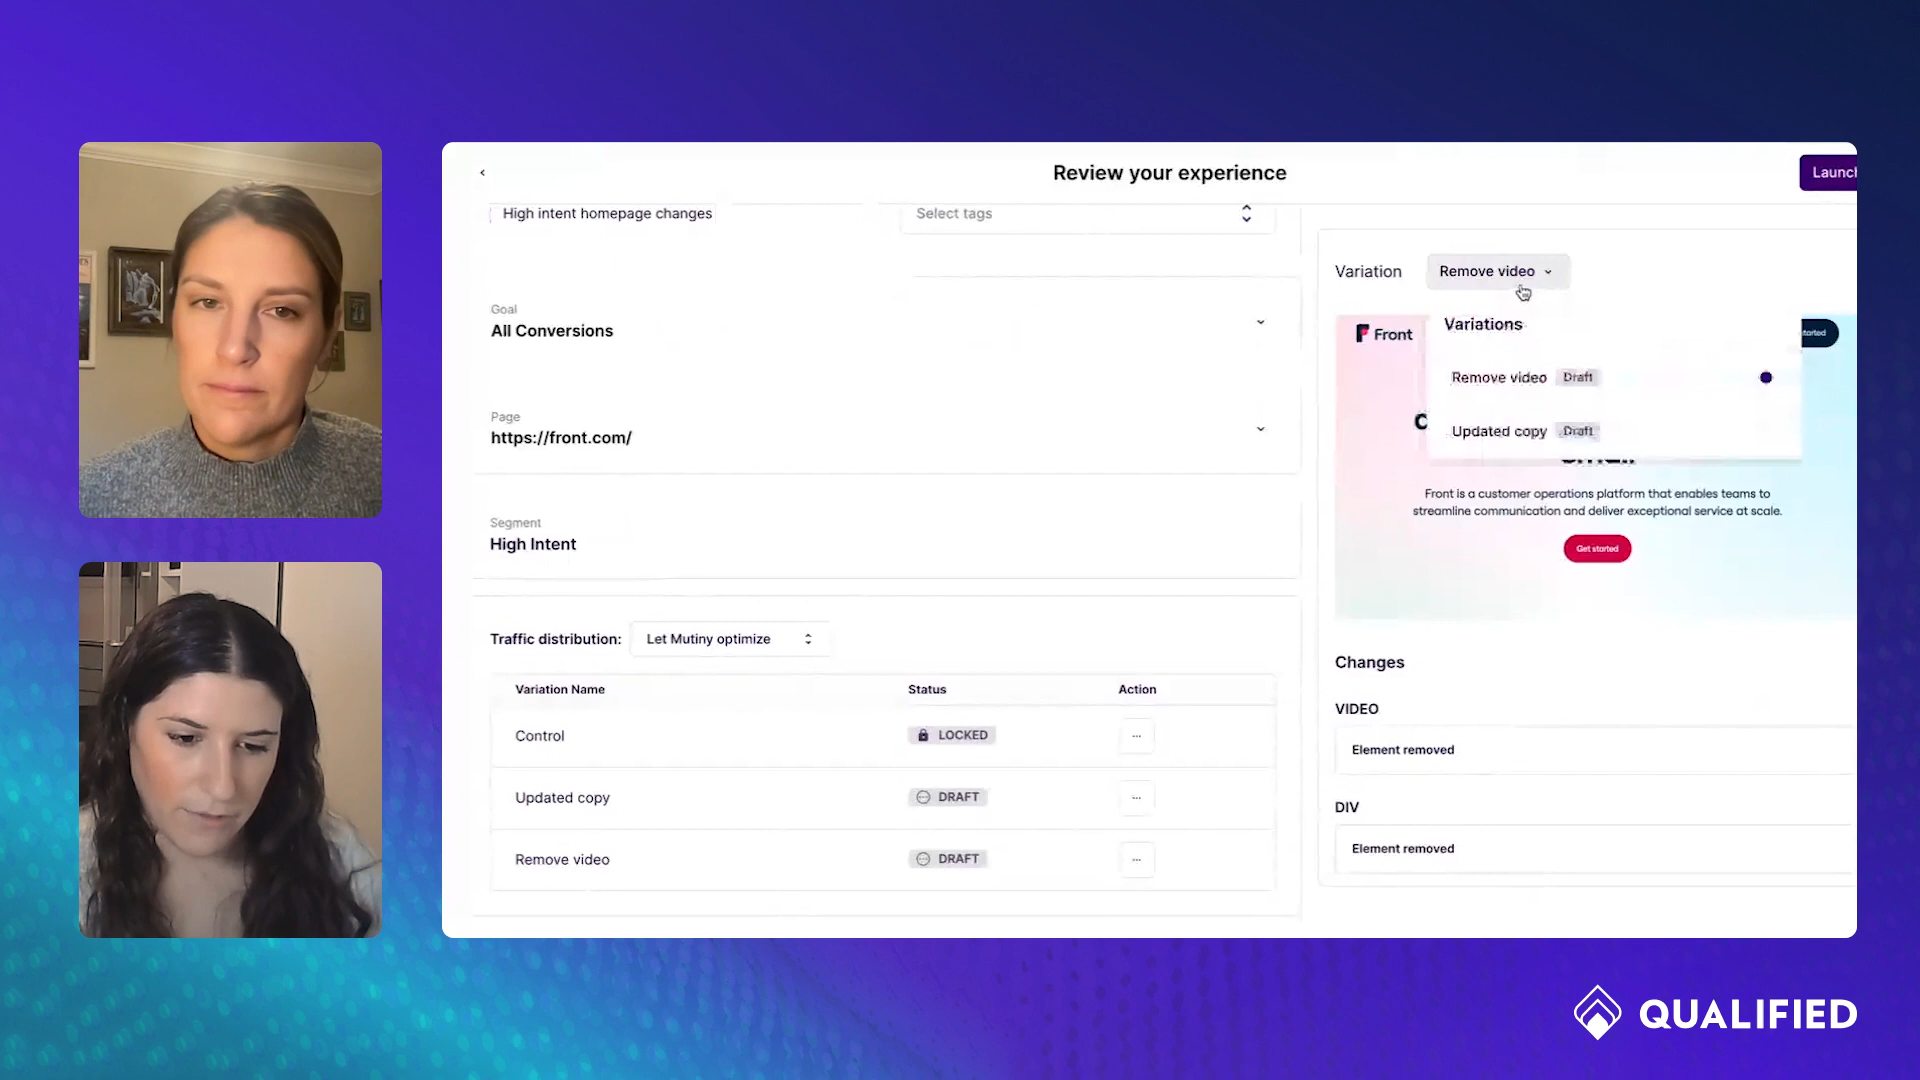 Review your experience
Launch
High intent homepage changes
Select tags
Goal
All Conversions
Page
https://front.com/
Segment
High Intent
Traffic distribution:
Let Mutiny optimize
Variation Name
Status
Action
Control
LOCKED
Updated copy
DRAFT
Remove video
DRAFT
Variation
Remove video
Front
Variations
Remove video
Draft
Updated copy
Draft
Front is a customer operations platform that enables teams to
streamline communication and deliver exceptional service at scale.
Get started
Changes
VIDEO
Element removed
DIV
Element removed
QUALIFIED